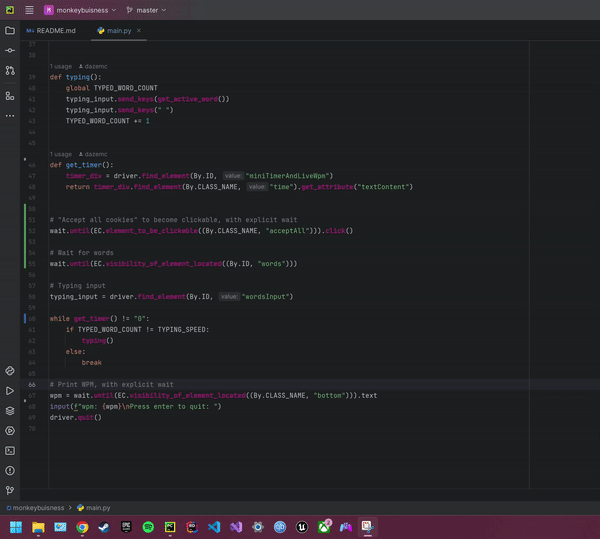 M monkeybuisness master
README.md main.py
37
38
1 usage dazemc
39 def typing():
40 global TYPED_WORD_COUNT
41 typing_input.send_keys(get_active_word())
42 typing_input.send_keys(" ")
43 TYPED_WORD_COUNT += 1
44
45
1 usage dazemc
46 def get_timer():
47 timer_div = driver.find_element(By.ID, value: "miniTimerAndLiveWpm")
48 return timer_div.find_element(By.CLASS_NAME, value: "time").get_attribute("textContent")
49
50
51 # "Accept all cookies" to become clickable, with explicit wait
52 wait.until(EC.element_to_be_clickable((By.CLASS_NAME, "acceptAll"))).click()
53
54 # Wait for words
55 wait.until(EC.visibility_of_element_located((By.ID, "words")))
56
57 # Typing input
58 typing_input = driver.find_element(By.ID, value: "wordsInput")
59
60 while get_timer() != "0":
61 if TYPED_WORD_COUNT != TYPING_SPEED:
62 typing()
63 else:
64 break
65
66 # Print WPM, with explicit wait
67 wpm = wait.until(EC.visibility_of_element_located((By.CLASS_NAME, "bottom"))).text
68 input(f"wpm: {wpm}\nPress enter to quit: ")
69 driver.quit()
70
monkeybuisness > main.py